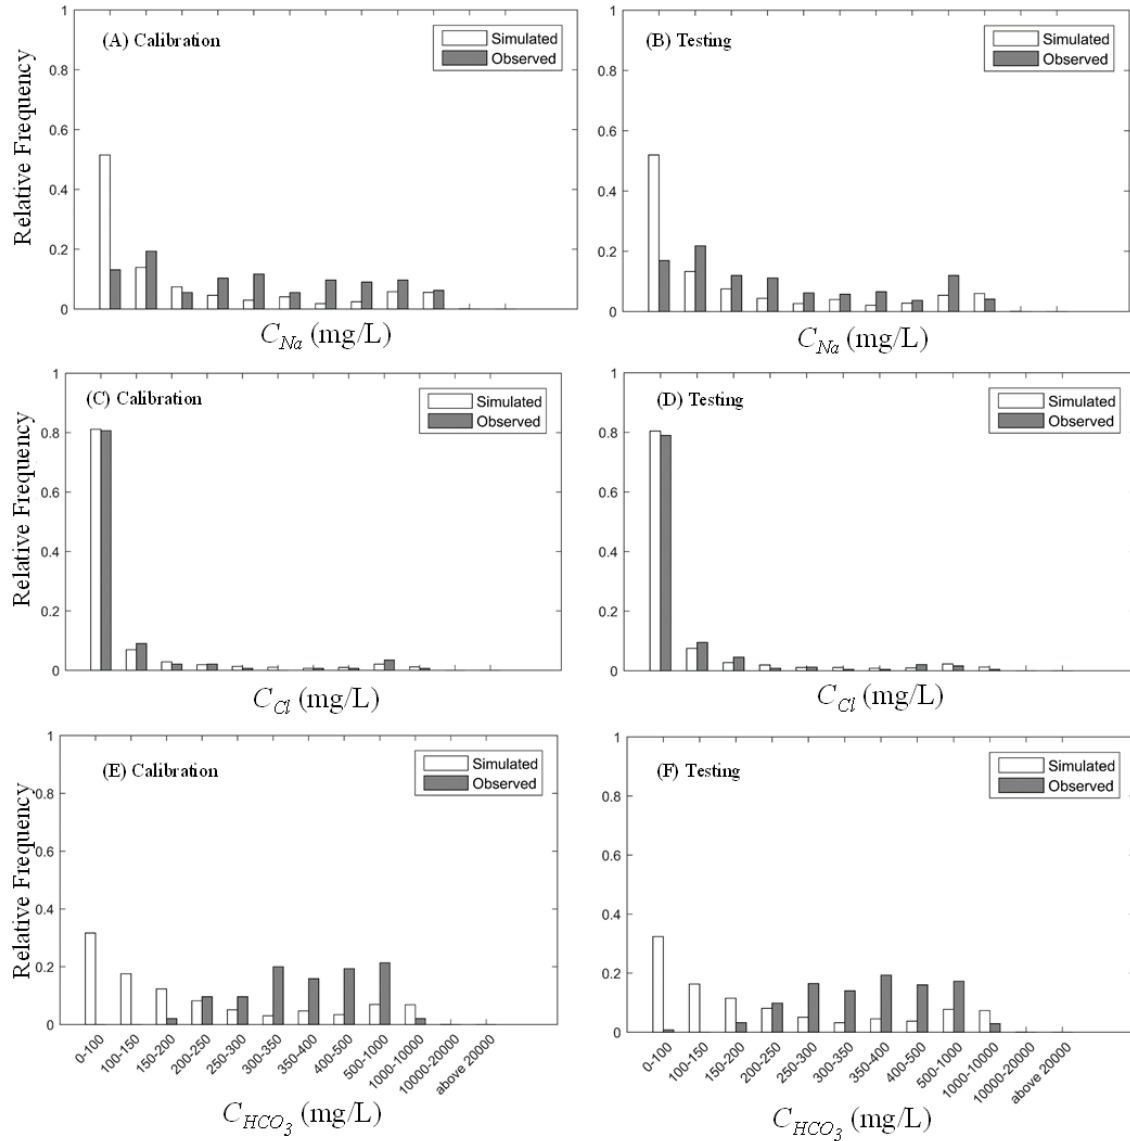 (A) Calibration
Simulated
Observed
1
0.8
0.6
0.4
0.2
0
Relative Frequency
C_Na (mg/L)
(B) Testing
Simulated
Observed
1
0.8
0.6
0.4
0.2
0
C_Na (mg/L)
(C) Calibration
Simulated
Observed
1
0.8
0.6
0.4
0.2
0
Relative Frequency
C_Cl (mg/L)
(D) Testing
Simulated
Observed
1
0.8
0.6
0.4
0.2
0
C_Cl (mg/L)
(E) Calibration
Simulated
Observed
1
0.8
0.6
0.4
0.2
0
Relative Frequency
0-100
100-150
150-200
200-250
250-300
300-350
350-400
400-500
500-1000
1000-10000
10000-20000
above 20000
C_HCO3 (mg/L)
(F) Testing
Simulated
Observed
1
0.8
0.6
0.4
0.2
0
0-100
100-150
150-200
200-250
250-300
300-350
350-400
400-500
500-1000
1000-10000
10000-20000
above 20000
C_HCO3 (mg/L)